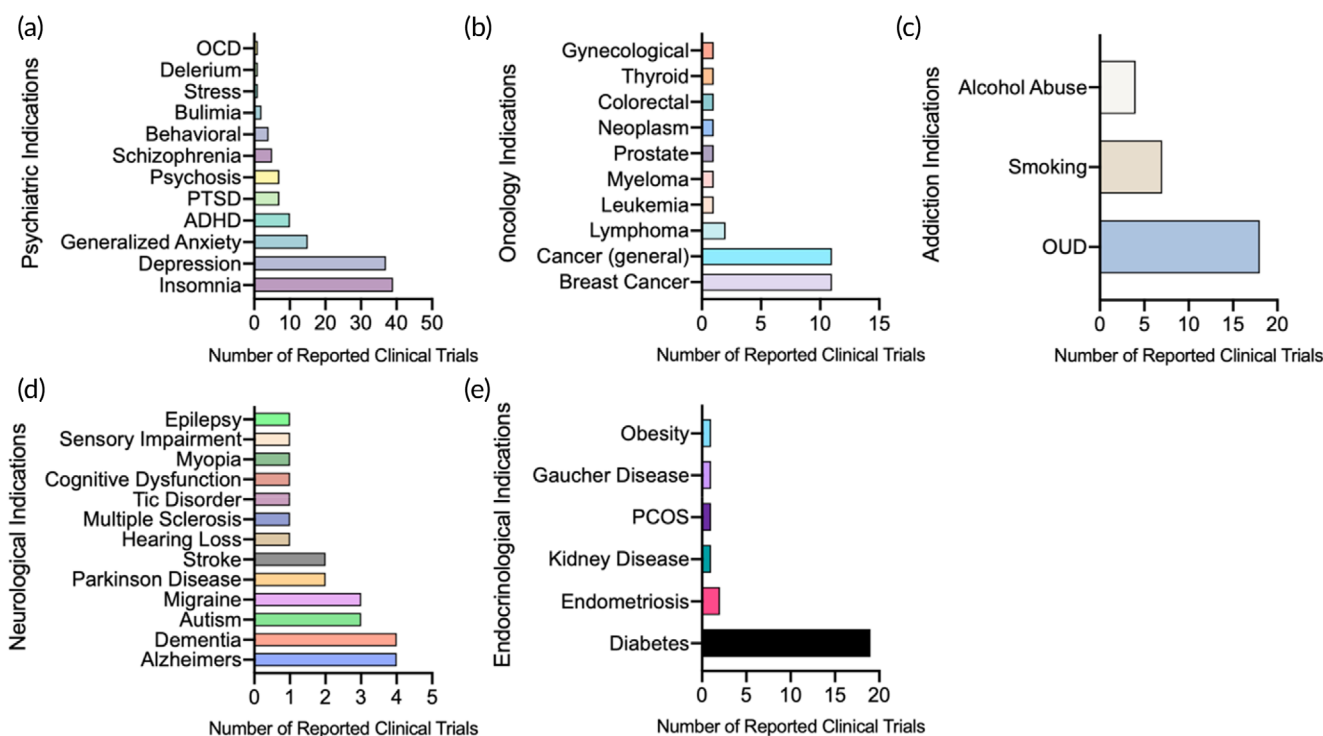 (a)
Psychiatric Indications
OCD
Delerium
Stress
Bulimia
Behavioral
Schizophrenia
Psychosis
PTSD
ADHD
Generalized Anxiety
Depression
Insomnia
0 10 20 30 40 50
Number of Reported Clinical Trials
(b)
Oncology Indications
Gynecological
Thyroid
Colorectal
Neoplasm
Prostate
Myeloma
Leukemia
Lymphoma
Cancer (general)
Breast Cancer
0 5 10 15
Number of Reported Clinical Trials
(c)
Addiction Indications
Alcohol Abuse
Smoking
OUD
0 5 10 15 20
Number of Reported Clinical Trials
(d)
Neurological Indications
Epilepsy
Sensory Impairment
Myopia
Cognitive Dysfunction
Tic Disorder
Multiple Sclerosis
Hearing Loss
Stroke
Parkinson Disease
Migraine
Autism
Dementia
Alzheimers
0 1 2 3 4 5
Number of Reported Clinical Trials
(e)
Endocrinological Indications
Obesity
Gaucher Disease
PCOS
Kidney Disease
Endometriosis
Diabetes
0 5 10 15 20
Number of Reported Clinical Trials